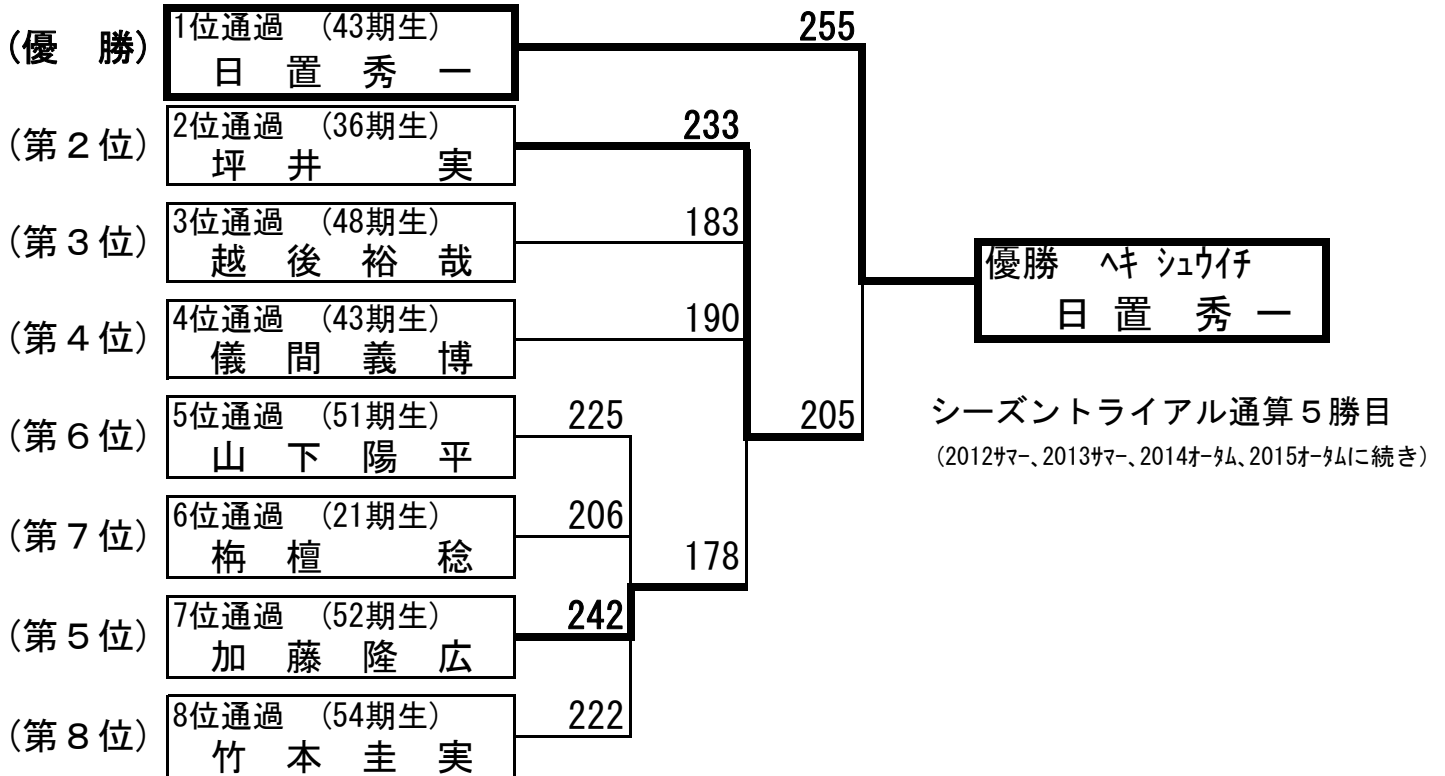 (優　勝)
1位通過　(43期生)
日　置　秀　一
255
(第２位)
2位通過　(36期生)
坪　井　　　実
233
(第３位)
3位通過　(48期生)
越　後　裕　哉
183
(第４位)
4位通過　(43期生)
儀　間　義　博
190
(第６位)
5位通過　(51期生)
山　下　陽　平
225
(第７位)
6位通過　(21期生)
栴　檀　　　稔
206
178
(第５位)
7位通過　(52期生)
加　藤　隆　広
242
(第８位)
8位通過　(54期生)
竹　本　圭　実
222
205
優勝　ﾍｷ ｼｭｳｲﾁ
日 置　秀 一
シーズントライアル通算５勝目
(2012ｻﾏｰ、2013ｻﾏｰ、2014ｵｰﾀﾑ、2015ｵｰﾀﾑに続き)